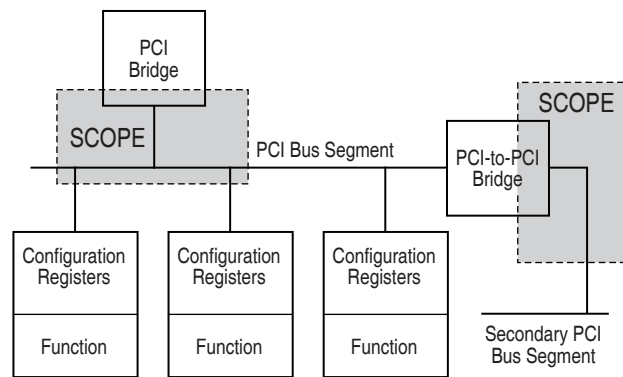 PCI
Bridge
SCOPE
SCOPE
PCI Bus Segment
PCI-to-PCI
Bridge
Configuration
Registers
Function
Configuration
Registers
Function
Configuration
Registers
Function
Secondary PCI
Bus Segment